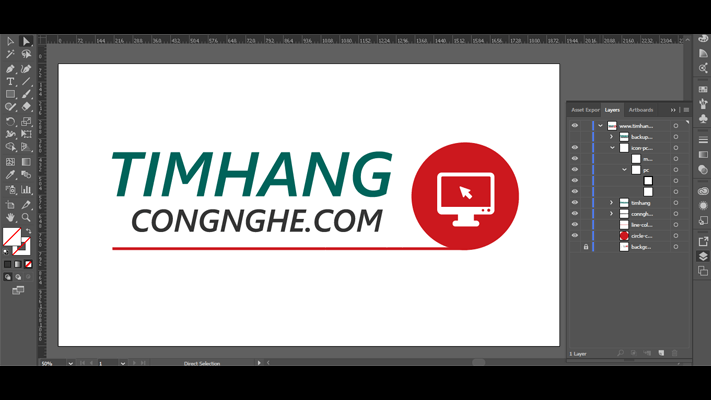 Asset Expor Layers Artboards
www.timhan...
backup...
icon-pc...
m...
pc
TIMHANG
timhang
CONGNGHE.COM
conngh...
line-col...
circle-c...
backgr...
50%
1
Direct Selection
1 Layer